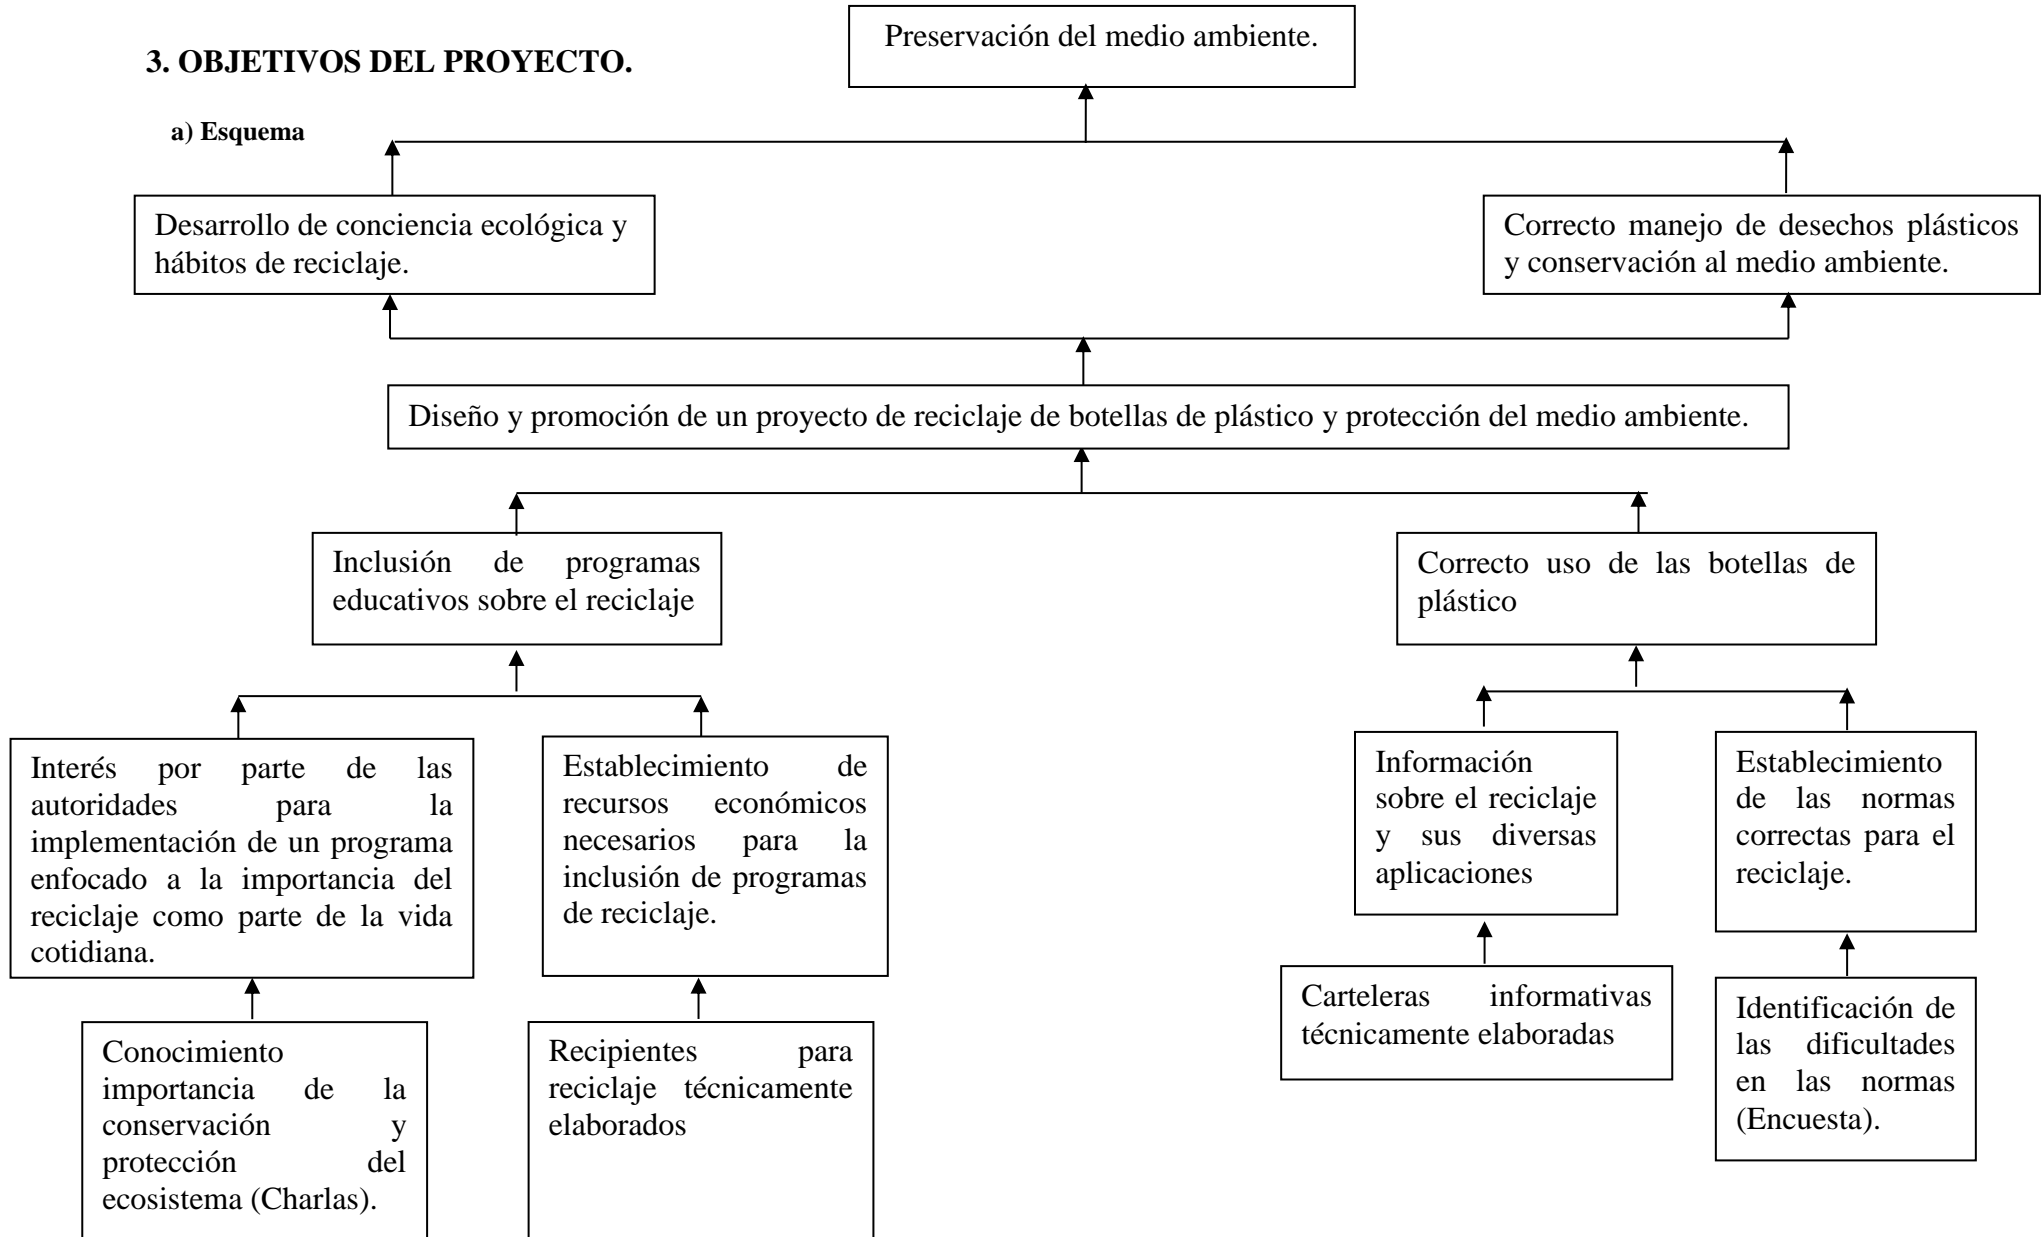 Preservación del medio ambiente.
3. OBJETIVOS DEL PROYECTO.
a) Esquema
Desarrollo de conciencia ecológica y
hábitos de reciclaje.
Correcto manejo de desechos plásticos
y conservación al medio ambiente.
Diseño y promoción de un proyecto de reciclaje de botellas de plástico y protección del medio ambiente.
Inclusión de programas
educativos sobre el reciclaje
Correcto uso de las botellas de
plástico
Interés por parte de las
autoridades para la
implementación de un programa
enfocado a la importancia del
reciclaje como parte de la vida
cotidiana.
Establecimiento de
recursos económicos
necesarios para la
inclusión de programas
de reciclaje.
Información
sobre el reciclaje
y sus diversas
aplicaciones
Establecimiento
de las normas
correctas para el
reciclaje.
Conocimiento
importancia de la
conservación y
protección del
ecosistema (Charlas).
Recipientes para
reciclaje técnicamente
elaborados
Carteleras informativas
técnicamente elaboradas
Identificación de
las dificultades
en las normas
(Encuesta).